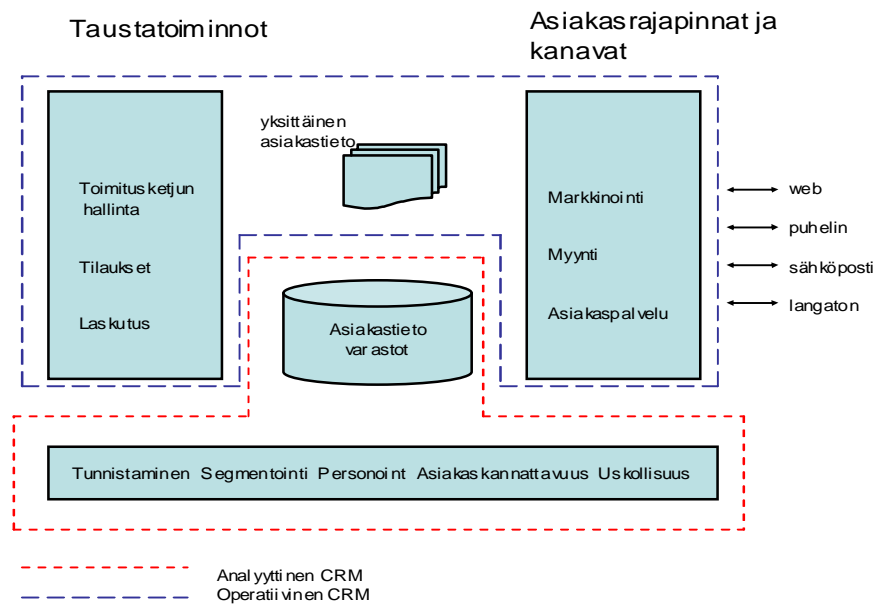 Taustatoiminnot
Asiakasrajapinnat ja
kanavat
yksittäinen
asiakastieto
Toimitusketjun
hallinta
Tilaukset
Laskutus
Asiakastieto
varastot
Markkinointi
Myynti
Asiakaspalvelu
web
puhelin
sähköposti
langaton
Tunnistaminen Segmentointi Personoint Asiakaskannattavuus Uskollisuus
Analyyttinen CRM
Operatiivinen CRM